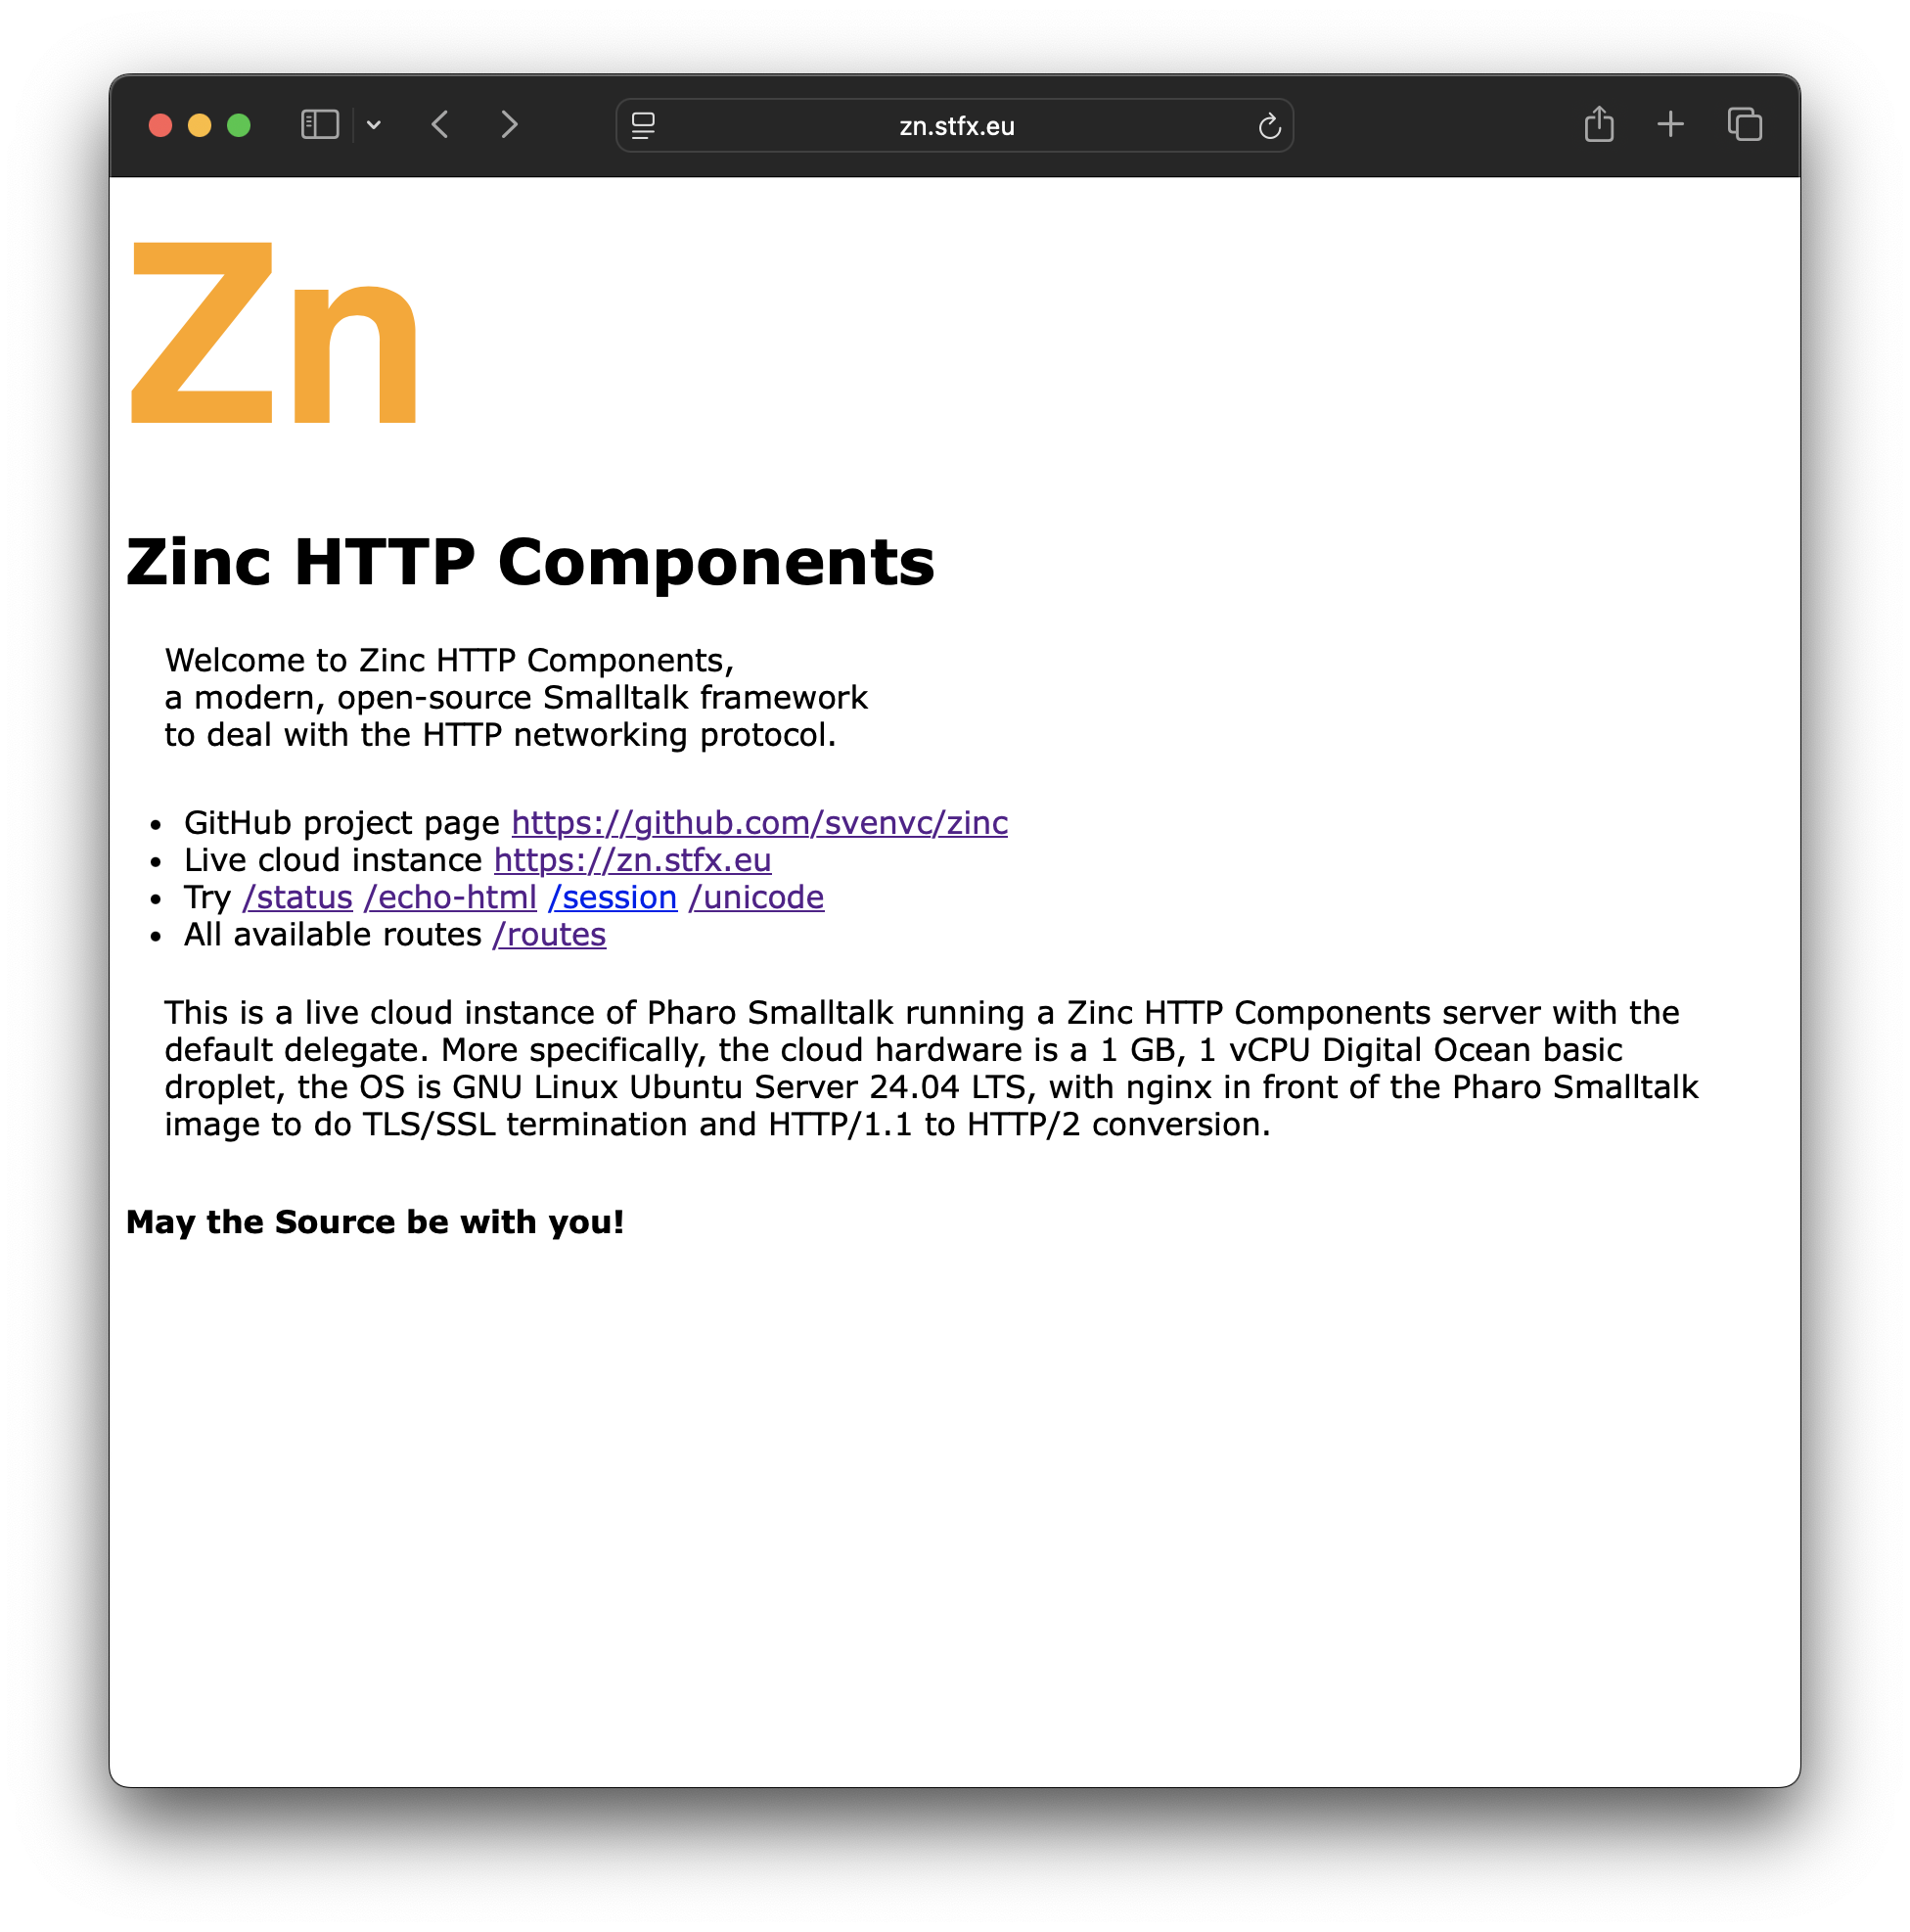 zn.stfx.eu
Zn
Zinc HTTP Components
Welcome to Zinc HTTP Components,
a modern, open-source Smalltalk framework
to deal with the HTTP networking protocol.
• GitHub project page https://github.com/svenvc/zinc
• Live cloud instance https://zn.stfx.eu
• Try /status /echo-html /session /unicode
• All available routes /routes
This is a live cloud instance of Pharo Smalltalk running a Zinc HTTP Components server with the
default delegate. More specifically, the cloud hardware is a 1 GB, 1 vCPU Digital Ocean basic
droplet, the OS is GNU Linux Ubuntu Server 24.04 LTS, with nginx in front of the Pharo Smalltalk
image to do TLS/SSL termination and HTTP/1.1 to HTTP/2 conversion.
May the Source be with you!